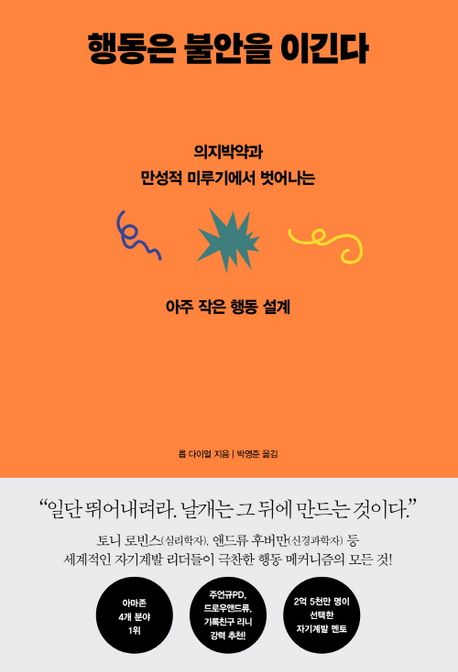 행동은 불안을 이긴다
의지박약과
만성적 미루기에서 벗어나는
아주 작은 행동 설계
롭 다이얼 지음 | 박영준 옮김
“일단 뛰어내려라. 날개는 그 뒤에 만드는 것이다.”
토니 로빈스(심리학자), 앤드류 후버만(신경과학자) 등
세계적인 자기계발 리더들이 극찬한 행동 메커니즘의 모든 것!
아마존
4개 분야
1위
주언규PD,
드로우앤드류,
기록친구 리니
강력 추천!
2억 5천만 명이
선택한
자기계발 멘토